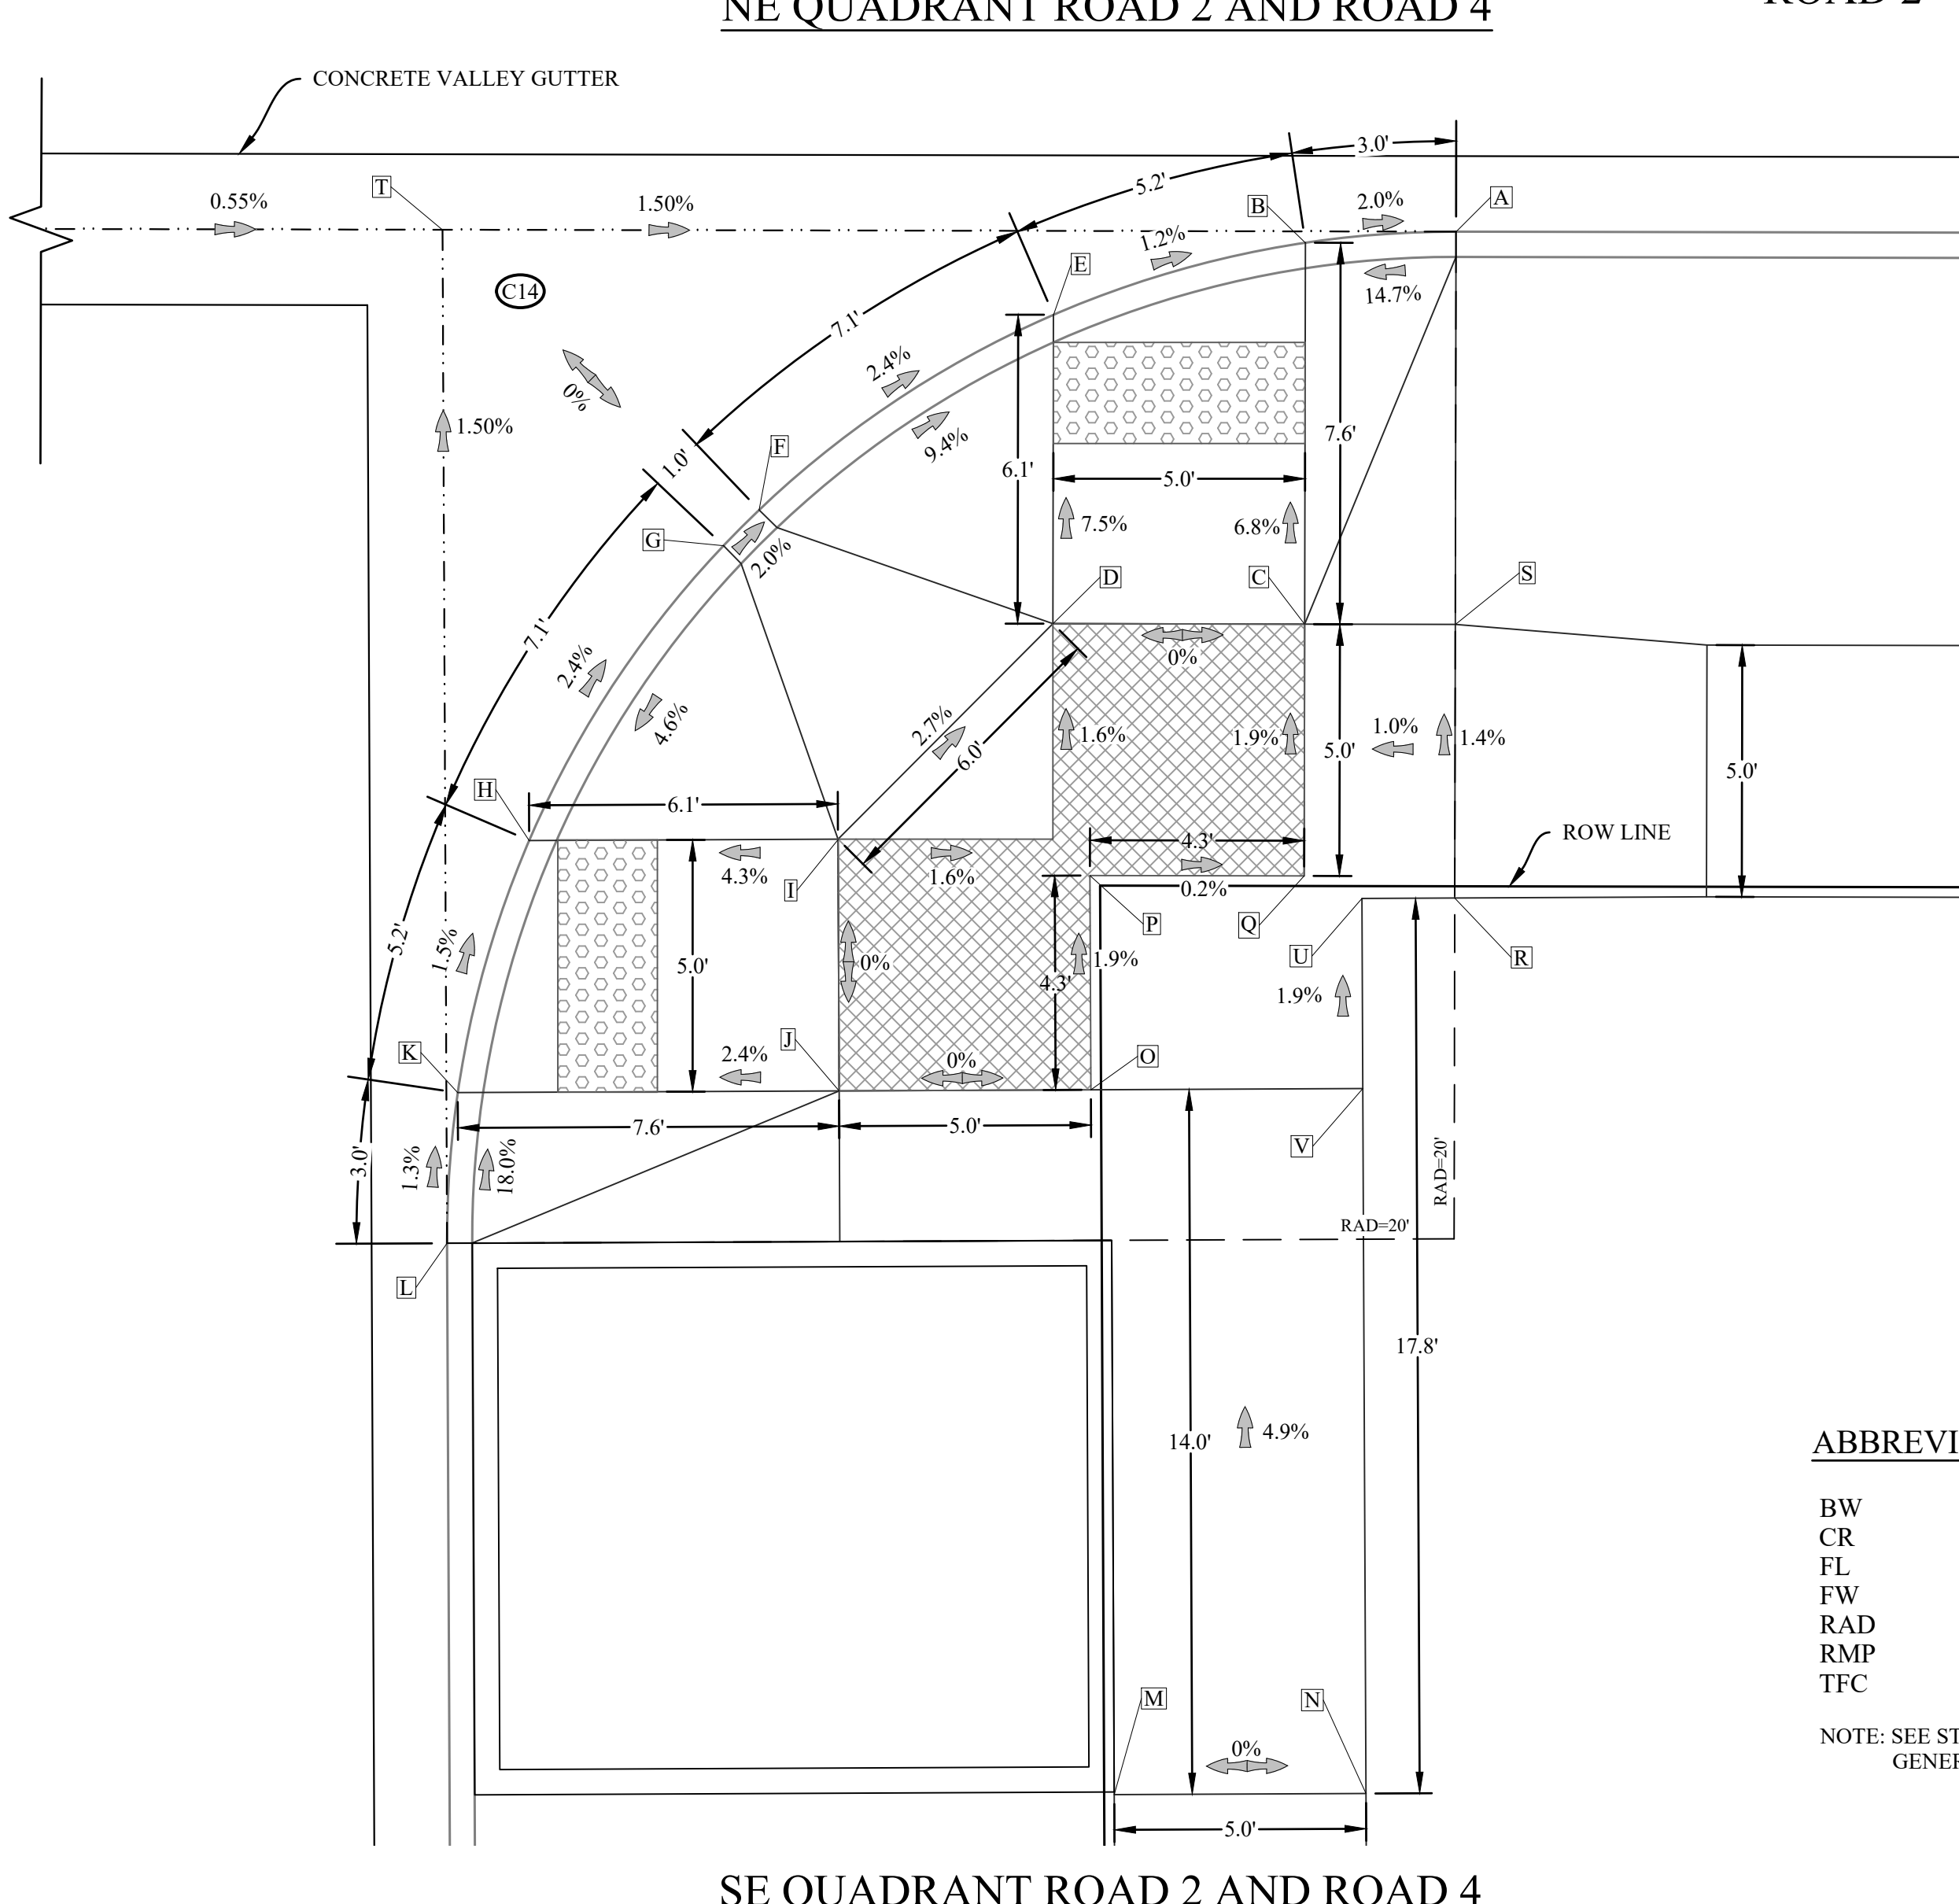 NE QUADRANT ROAD 2 AND ROAD 4
ROAD 2
CONCRETE VALLEY GUTTER
3.0'
5.2'
T
0.55%
1.50%
B
2.0%
A
1.2%
E
14.7%
C14
7.1'
2.4%
0%
1.50%
9.4%
F
1.0'
6.1'
7.6'
5.0'
G
2.0%
7.5%
6.8%
D
C
S
7.1'
2.4%
4.6%
0%
2.7%
6.0'
1.6%
1.9%
5.0'
1.0%
1.4%
5.0'
H
6.1'
ROW LINE
4.3'
4.3%
I
1.6%
0.2%
P
Q
U
R
5.2'
1.5%
5.0'
0%
4.3'
1.9%
1.9%
K
J
2.4%
0%
O
7.6'
5.0'
V
3.0'
1.3%
18.0%
RAD=20'
RAD=20'
L
17.8'
14.0'
4.9%
ABBREVI
BW
CR
FL
FW
RAD
RMP
TFC
M
N
NOTE: SEE ST
GENER
0%
5.0'
SE QUADRANT ROAD 2 AND ROAD 4